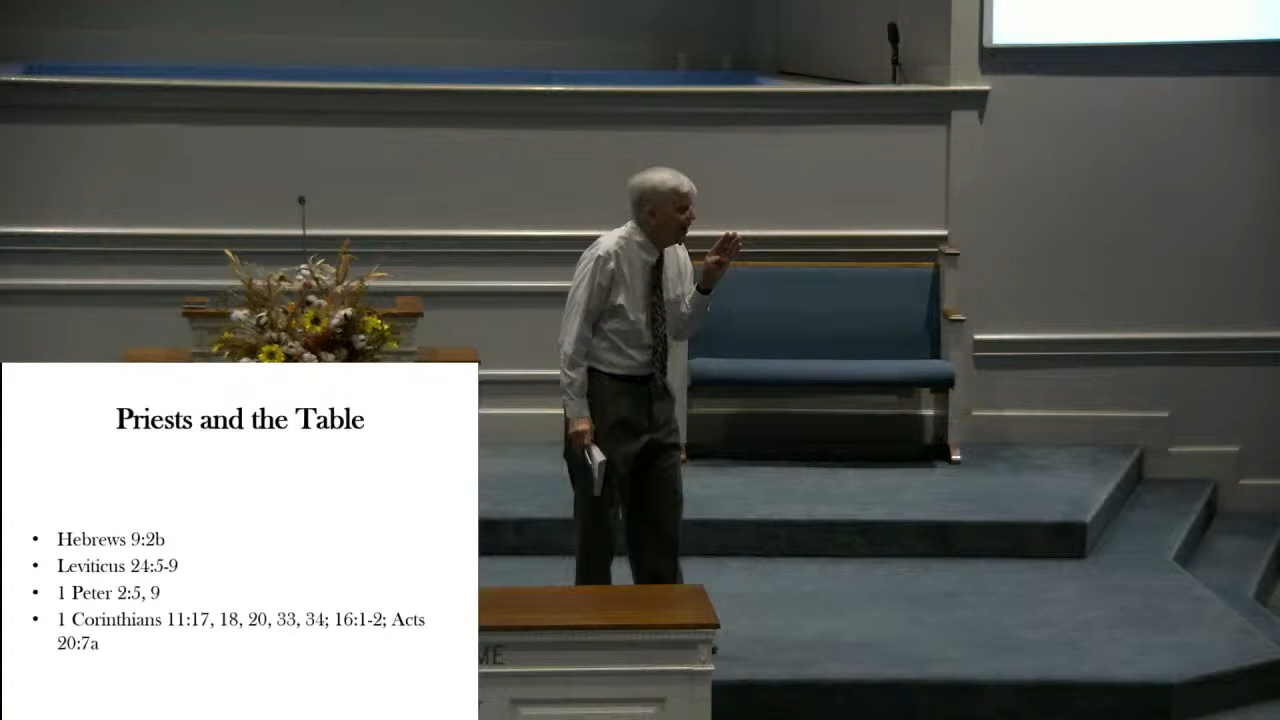 Priests and the Table
• Hebrews 9:2b
• Leviticus 24:5-9
• 1 Peter 2:5, 9
• 1 Corinthians 11:17, 18, 20, 33, 34; 16:1-2; Acts
20:7a
ME